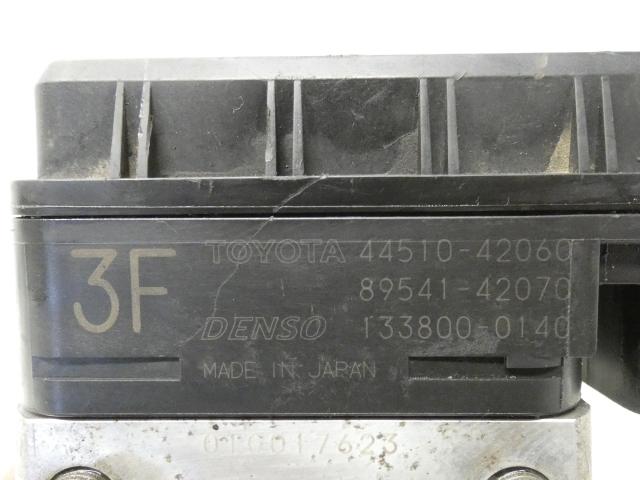 3F
TOYOTA 44510-42060
89541-42070
DENSO 133800-0140
MADE IN JAPAN
0TC017623